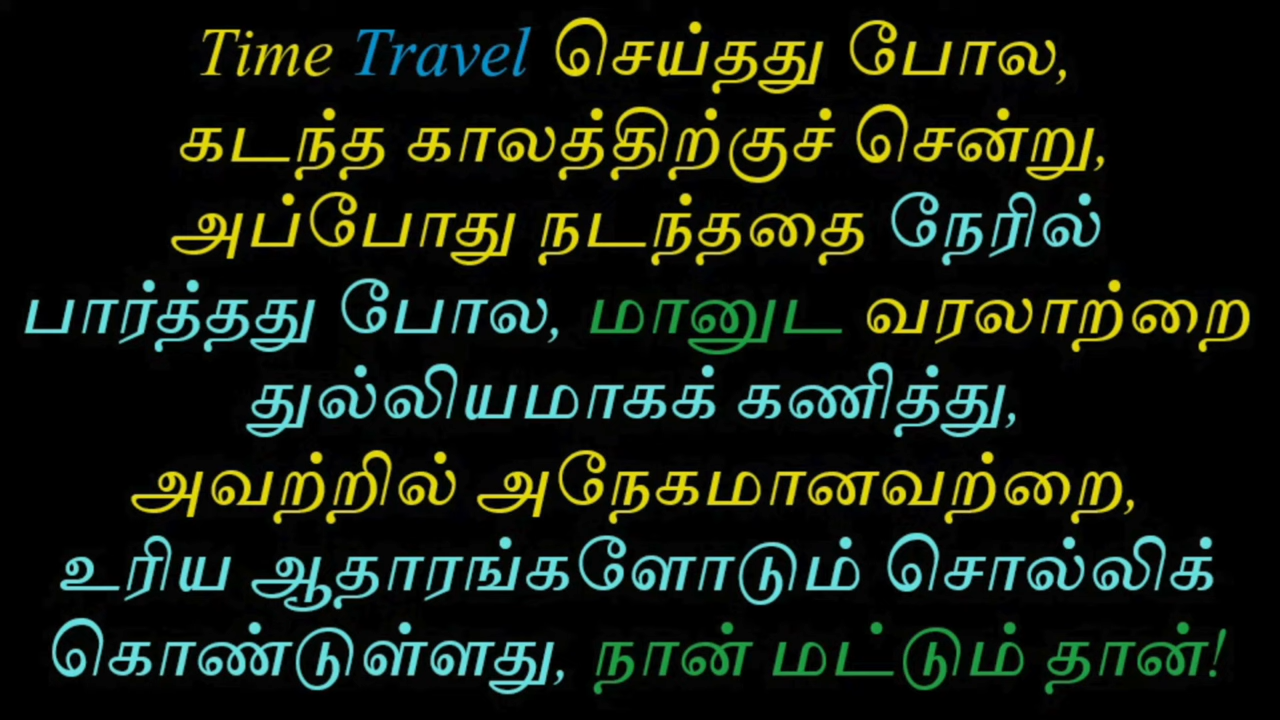 Time Travel செய்தது போல,
கடந்த காலத்திற்குச் சென்று,
அப்போது நடந்ததை நேரில்
பார்த்தது போல, மானுட வரலாற்றை
துல்லியமாகக் கணித்து,
அவற்றில் அநேகமானவற்றை,
உரிய ஆதாரங்களோடும் சொல்லிக்
கொண்டுள்ளது, நான் மட்டும் தான்!